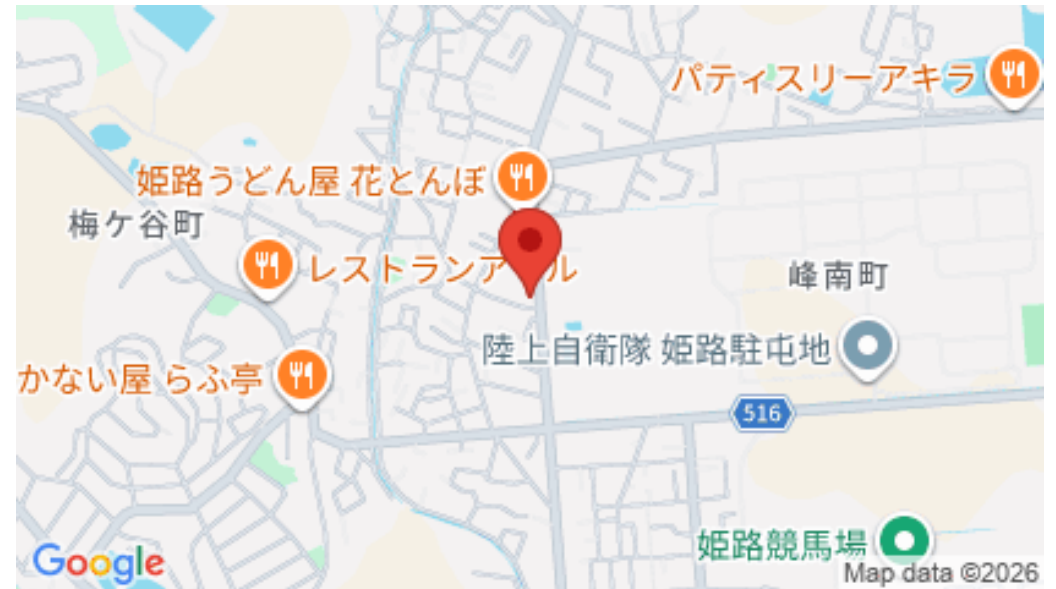 パティスリーアキラ
姫路うどん屋 花とんぼ
梅ケ谷町
レストランア
ル
峰南町
陸上自衛隊 姫路駐屯地
かない屋 らふ亭
516
姫路競馬場
Google
Map data ©2026